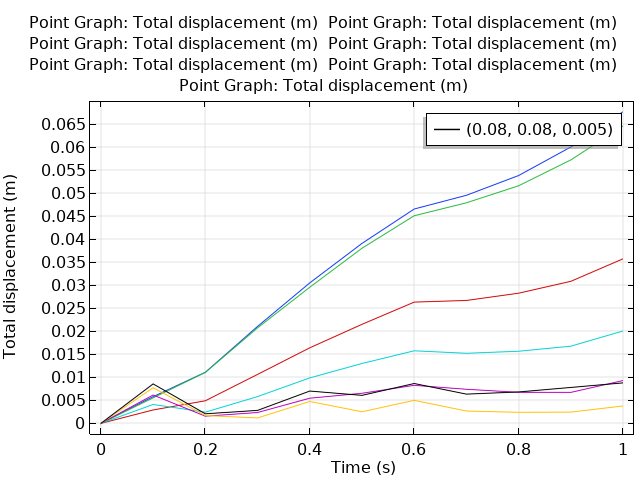 Point Graph: Total displacement (m)  Point Graph: Total displacement (m)
Point Graph: Total displacement (m)  Point Graph: Total displacement (m)
Point Graph: Total displacement (m)  Point Graph: Total displacement (m)
Point Graph: Total displacement (m)
(0.08, 0.08, 0.005)
Total displacement (m)
0.065
0.06
0.055
0.05
0.045
0.04
0.035
0.03
0.025
0.02
0.015
0.01
0.005
0
0 0.2 0.4 0.6 0.8 1
Time (s)